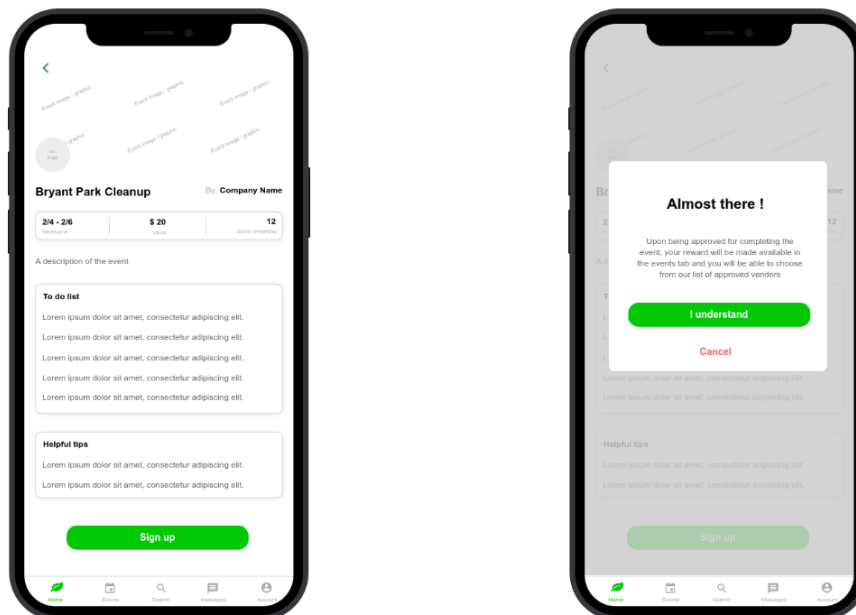 Event image / graphic
Event image / graphic
Event image / graphic
/ graphic
Event image / graphic
Event image / graphic
co.
logo
Bryant Park Cleanup
By: Company Name
2/4 - 2/6
$ 20
12
Timeframe
value
Spots remaining
A description of the event
To do list
Lorem ipsum dolor sit amet, consectetur adipiscing elit.
Lorem ipsum dolor sit amet, consectetur adipiscing elit.
Lorem ipsum dolor sit amet, consectetur adipiscing elit.
Lorem ipsum dolor sit amet, consectetur adipiscing elit.
Lorem ipsum dolor sit amet, consectetur adipiscing elit.
Helpful tips
Lorem ipsum dolor sit amet, consectetur adipiscing elit.
Lorem ipsum dolor sit amet, consectetur adipiscing elit.
Sign up
Home
Events
Search
Messages
Account
Almost there !
Upon being approved for completing the
event, your reward will be made available in
the events tab and you will be able to choose
from our list of approved vendors
I understand
Cancel
Lorem ipsum dolor sit amet, consectetur adipiscing elit.
Lorem ipsum dolor sit amet, consectetur adipiscing elit.
Helpful tips
Lorem ipsum dolor sit amet, consectetur adipiscing elit.
Lorem ipsum dolor sit amet, consectetur adipiscing elit.
Sign up
Home
Events
Search
Messages
Account